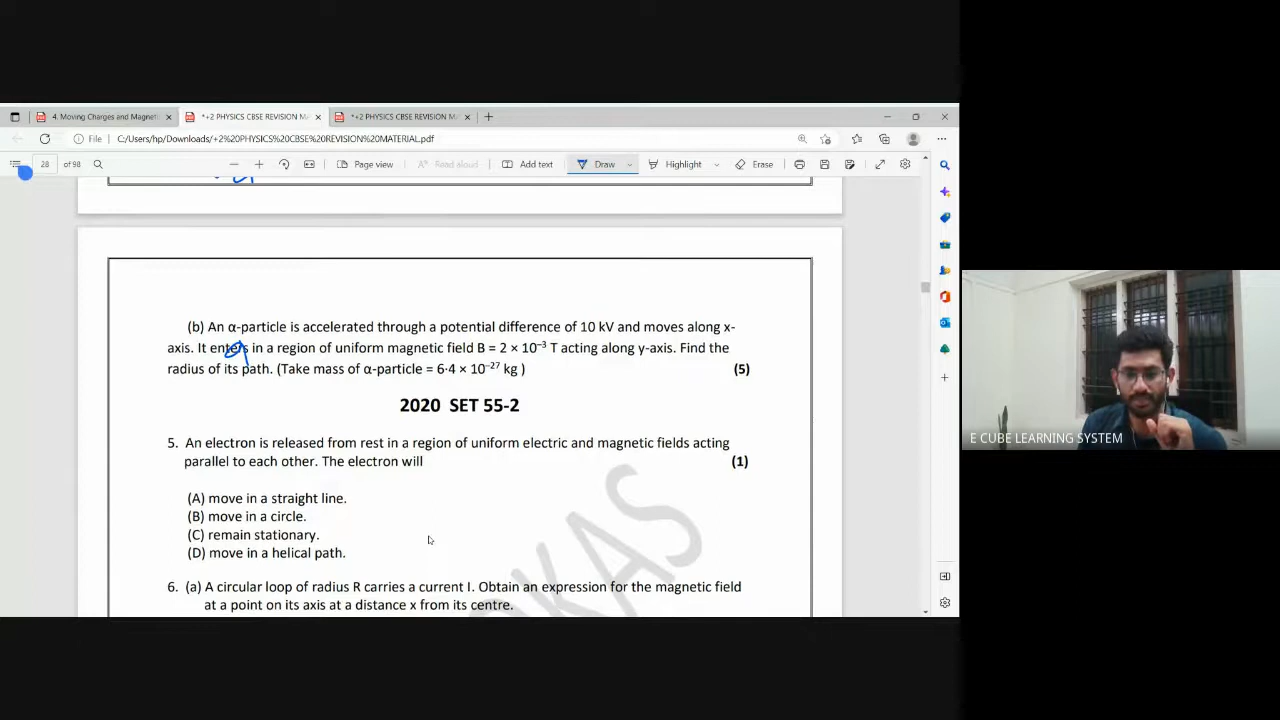 4. Moving Charges and Magnet
*+2 PHYSICS CBSE REVISION MA
*+2 PHYSICS CBSE REVISION MA
File
C:/Users/hp/Downloads/+2%20PHYSICS%20CBSE%20REVISION%20MATERIAL.pdf
28 of 98
Page view
Read aloud
Add text
Draw
Highlight
Erase
(b) An α-particle is accelerated through a potential difference of 10 kV and moves along x-
axis. It enters in a region of uniform magnetic field B = 2 × 10⁻³ T acting along y-axis. Find the
radius of its path. (Take mass of α-particle = 6·4 × 10⁻²⁷ kg ) (5)
2020 SET 55-2
5. An electron is released from rest in a region of uniform electric and magnetic fields acting
parallel to each other. The electron will (1)
(A) move in a straight line.
(B) move in a circle.
(C) remain stationary.
(D) move in a helical path.
6. (a) A circular loop of radius R carries a current I. Obtain an expression for the magnetic field
at a point on its axis at a distance x from its centre.
OKAS
E CUBE LEARNING SYSTEM